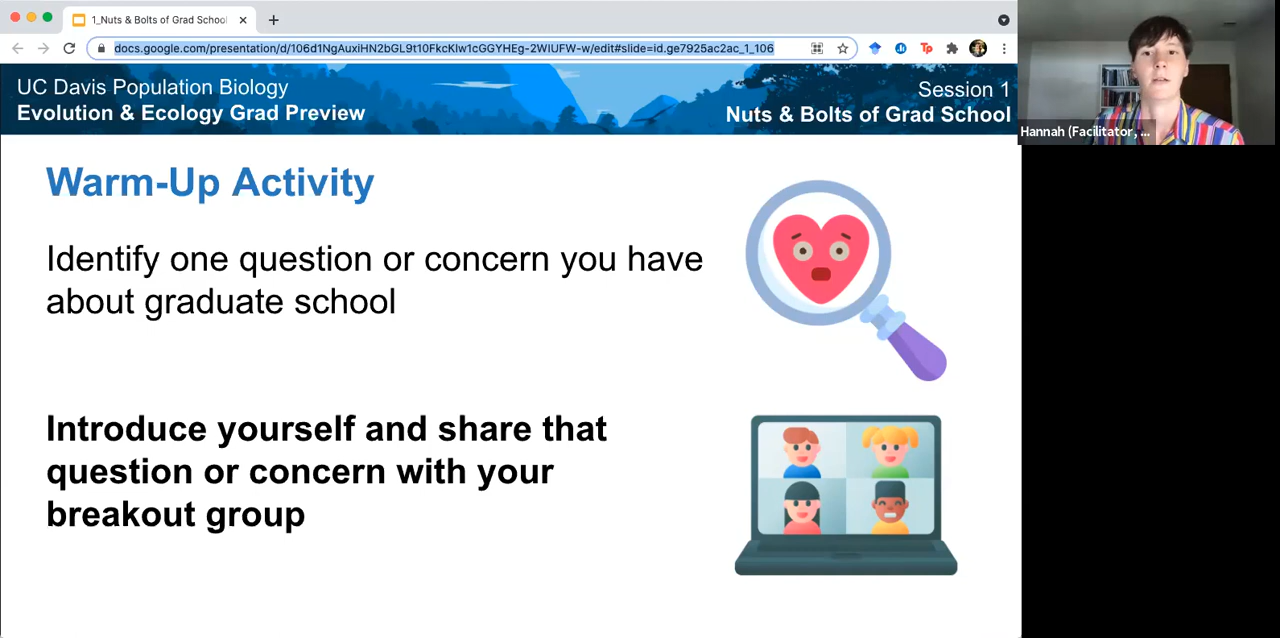 1_Nuts & Bolts of Grad School
docs.google.com/presentation/d/106d1NgAuxiHN2bGL9t10FkcKlw1cGGYHEg-2WIUFW-w/edit#slide=id.ge7925ac2ac_1_106
Tp
UC Davis Population Biology
Evolution & Ecology Grad Preview
Session 1
Nuts & Bolts of Grad School
Hannah (Facilitator, ...
Warm-Up Activity
Identify one question or concern you have
about graduate school
Introduce yourself and share that
question or concern with your
breakout group